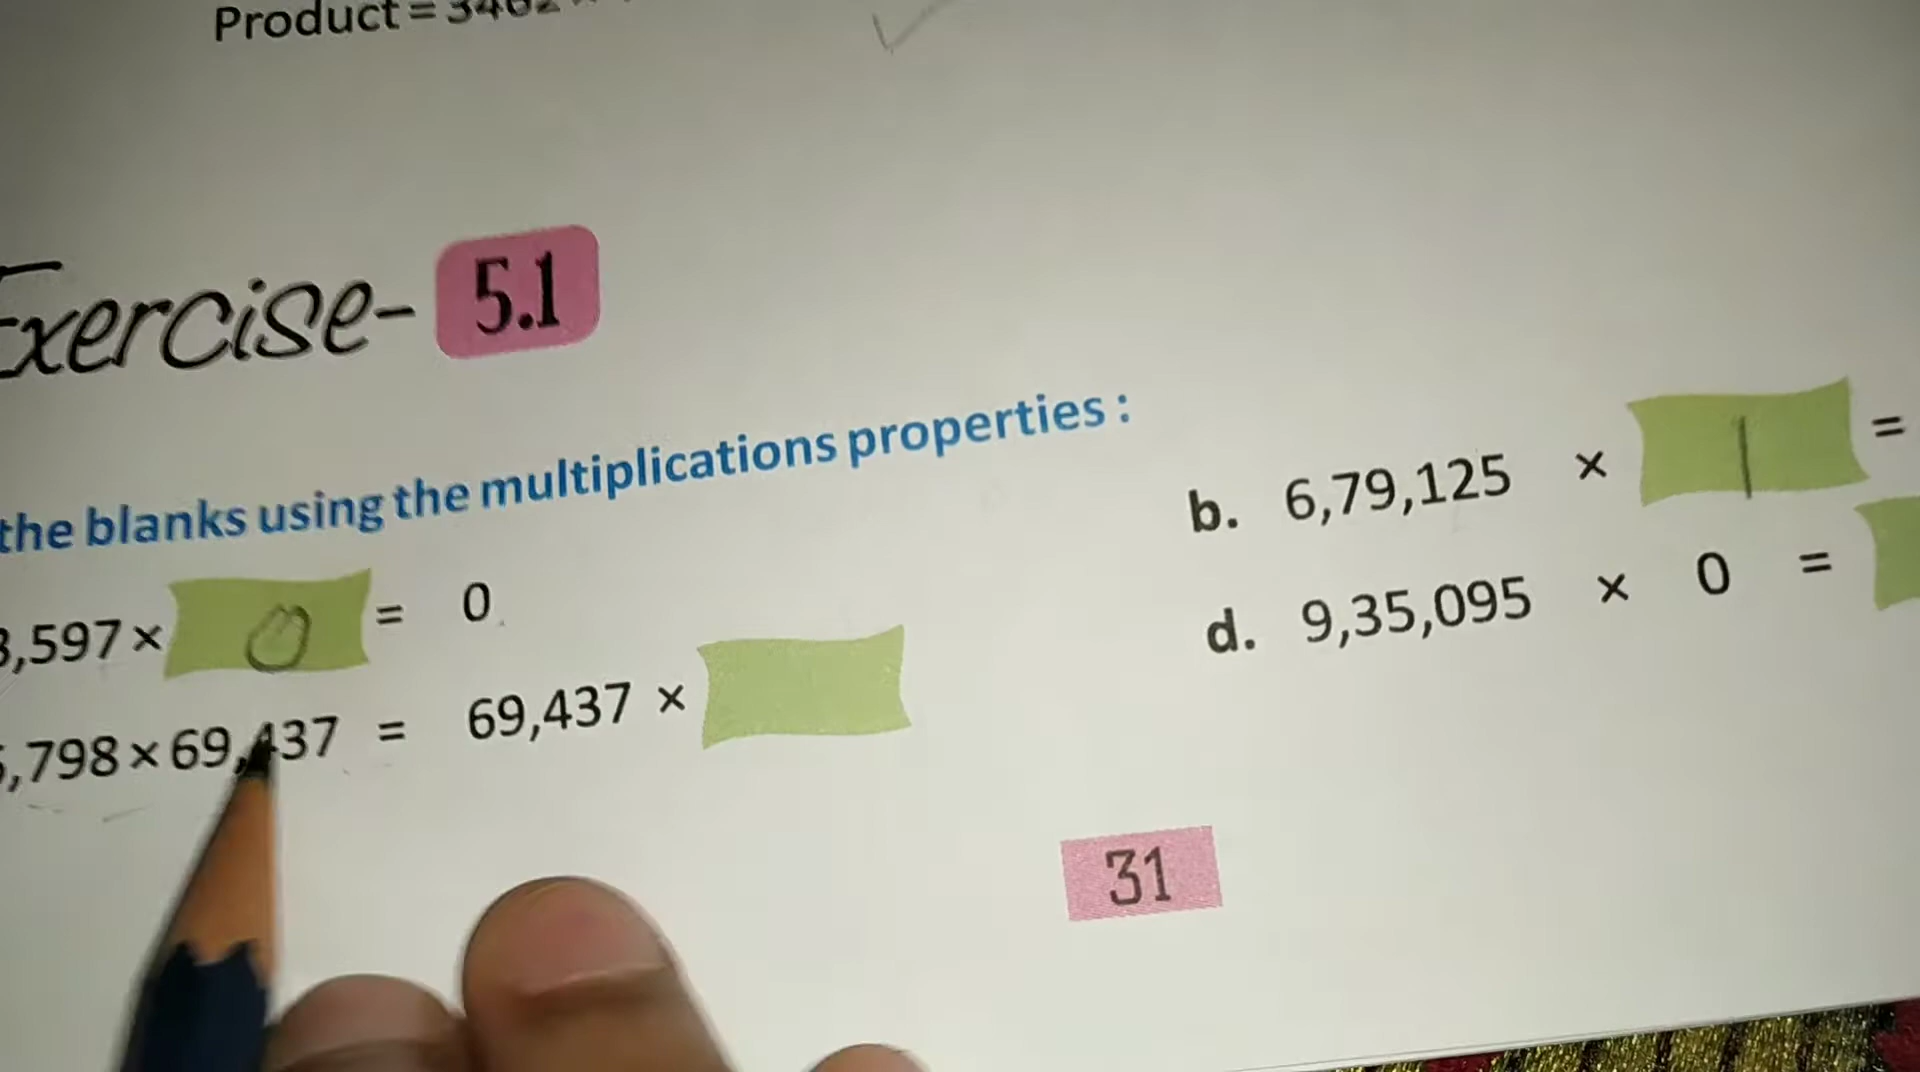 Product = 3462
Exercise- 5.1
the blanks using the multiplications properties :
b. 6,79,125 × 1 =
,597 × 0 = 0
d. 9,35,095 × 0 =
,798 × 69,437 = 69,437 ×
31